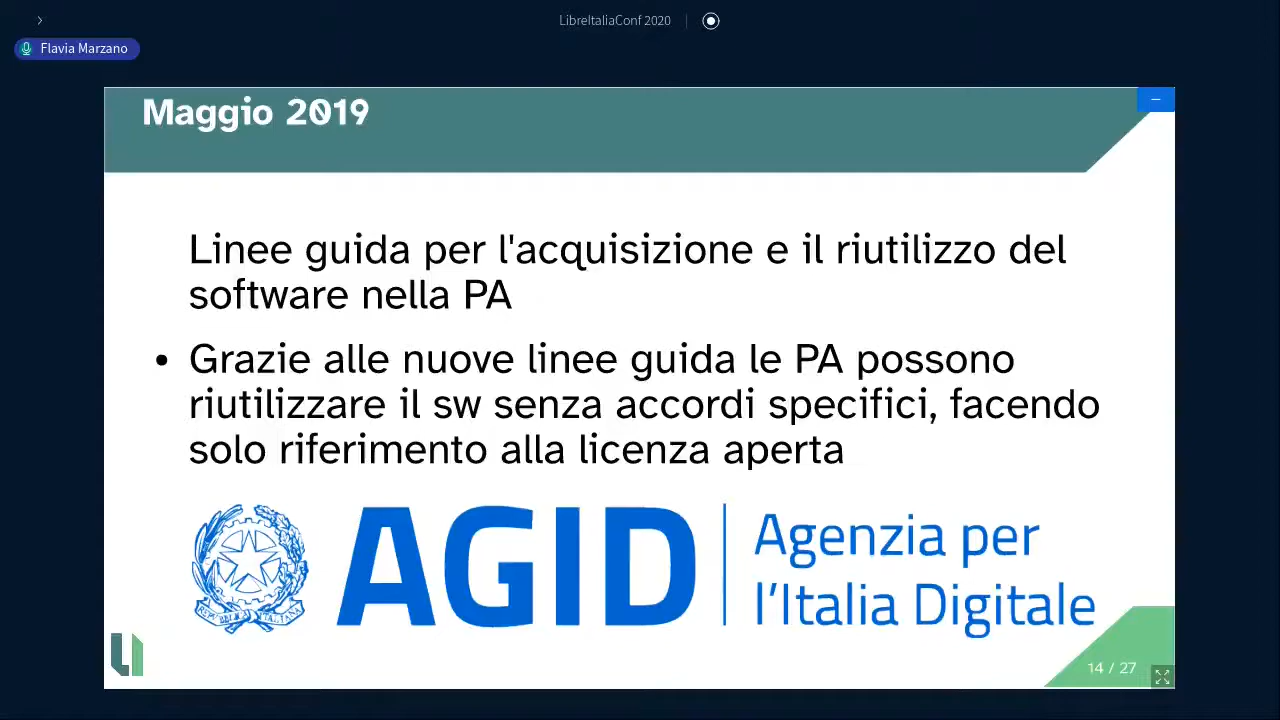 LibreItaliaConf 2020
Flavia Marzano
Maggio 2019
Linee guida per l'acquisizione e il riutilizzo del
software nella PA
• Grazie alle nuove linee guida le PA possono
riutilizzare il sw senza accordi specifici, facendo
solo riferimento alla licenza aperta
AGID
Agenzia per
l'Italia Digitale
14 / 27